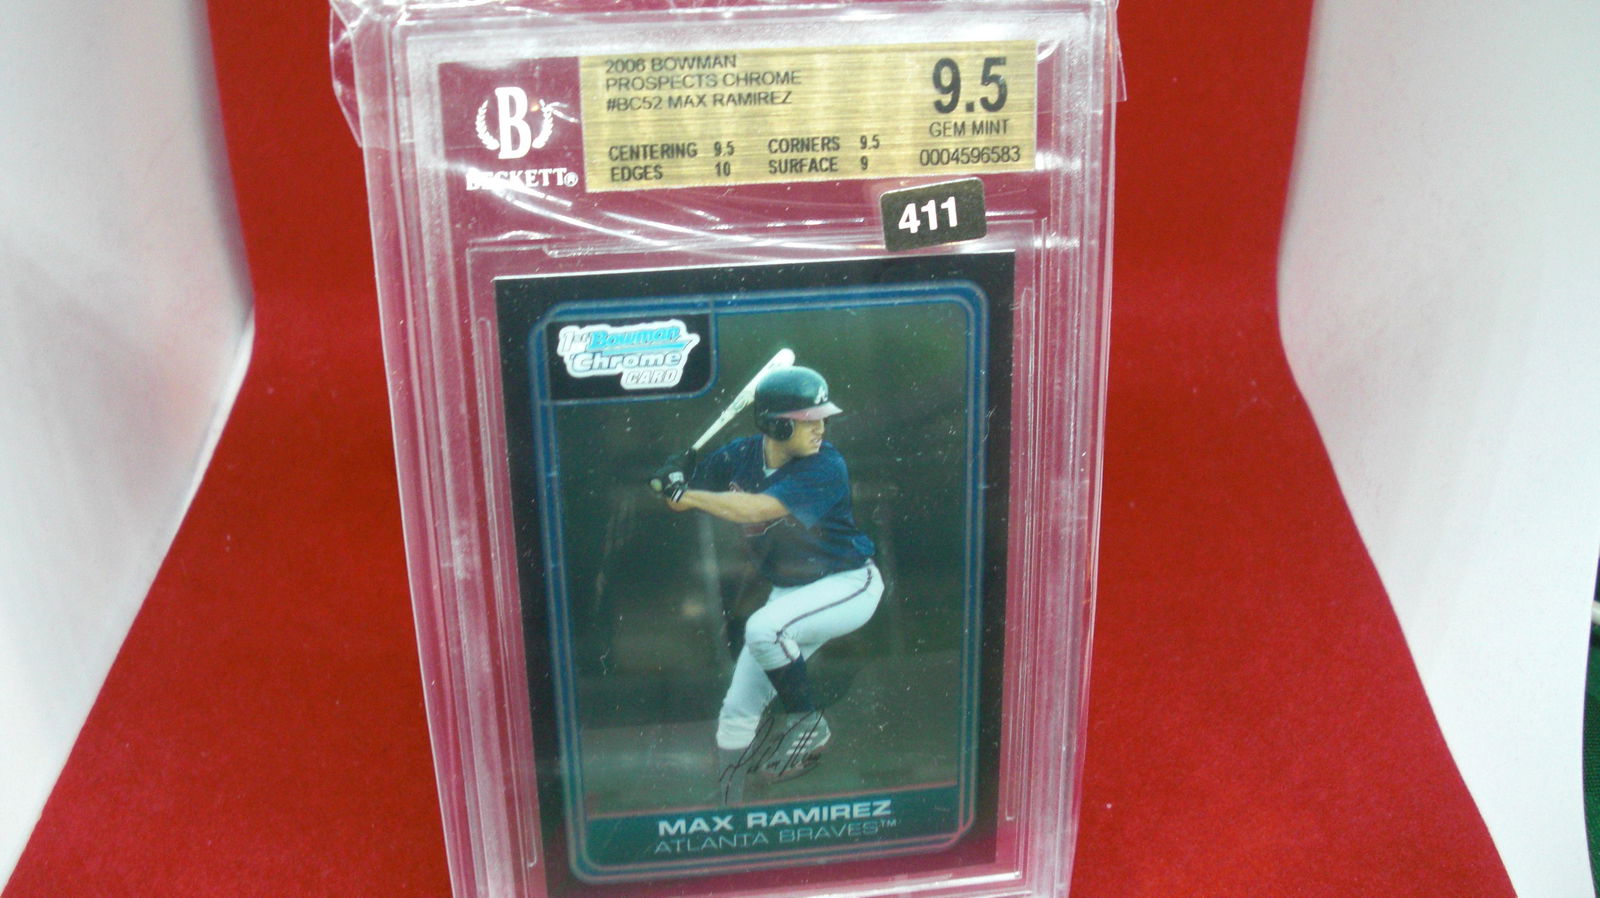 B
BECKETT®
2006 BOWMAN
PROSPECTS CHROME
#BC52 MAX RAMIREZ
CENTERING 9.5 CORNERS 9.5
EDGES 10 SURFACE 9
9.5
GEM MINT
0004596583
411
1st Bowman
Chrome
CARD
A
MAX RAMIREZ
ATLANTA BRAVES™